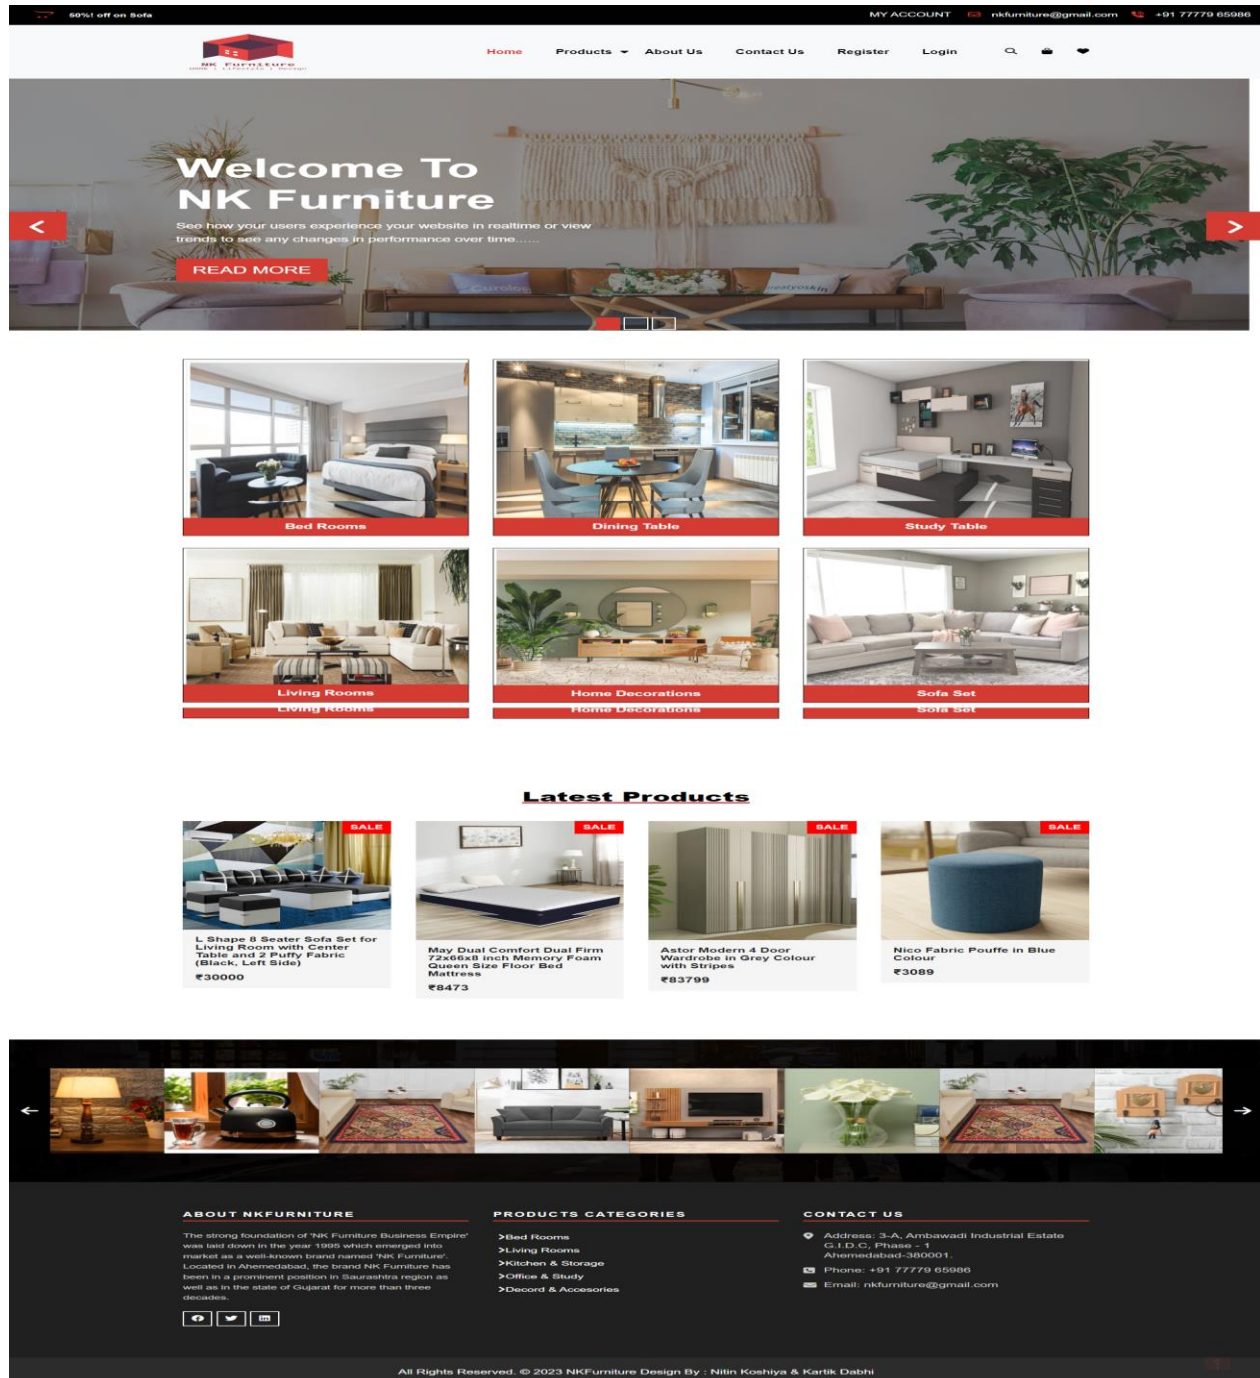 50%! off on Sofa
MY ACCOUNT nkfurniture@gmail.com +91 77779 65986
NK Furniture
Home Products About Us Contact Us Register Login
Welcome To
NK Furniture
See how your users experience your website in realtime or view
trends to see any changes in performance over time......
READ MORE
Bed Rooms
Dining Table
Study Table
Living Rooms
Home Decorations
Sofa Set
Living Rooms
Home Decorations
Sofa Set
Latest Products
SALE
SALE
SALE
SALE
L Shape 8 Seater Sofa Set for
Living Room with Center
Table and 2 Puffy Fabric
(Black, Left Side)
₹30000
May Dual Comfort Dual Firm
72x66x8 inch Memory Foam
Queen Size Floor Bed
Mattress
₹8473
Astor Modern 4 Door
Wardrobe in Grey Colour
with Stripes
₹83799
Nico Fabric Pouffe in Blue
Colour
₹3089
ABOUT NKFURNITURE
The strong foundation of 'NK Furniture Business Empire'
was laid down in the year 1995 which emerged into
market as a well-known brand named 'NK Furniture'.
Located in Ahemedabad, the brand NK Furniture has
been in a prominent position in Saurashtra region as
well as in the state of Gujarat for more than three
decades.
PRODUCTS CATEGORIES
>Bed Rooms
>Living Rooms
>Kitchen & Storage
>Office & Study
>Decord & Accesories
CONTACT US
Address: 3-A, Ambawadi Industrial Estate
G.I.D.C, Phase - 1
Ahemedabad-380001.
Phone: +91 77779 65986
Email: nkfurniture@gmail.com
All Rights Reserved. © 2023 NKFurniture Design By : Nitin Koshiya & Kartik Dabhi